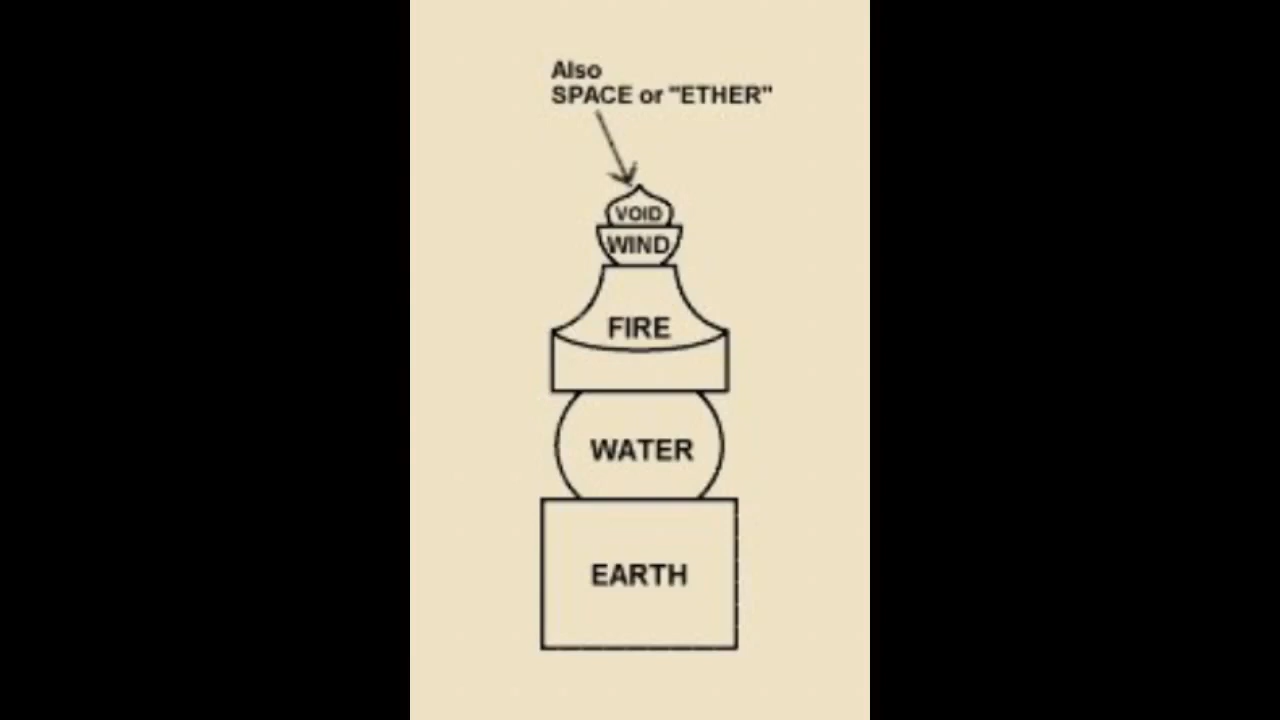 Also
SPACE or "ETHER"
VOID
WIND
FIRE
WATER
EARTH